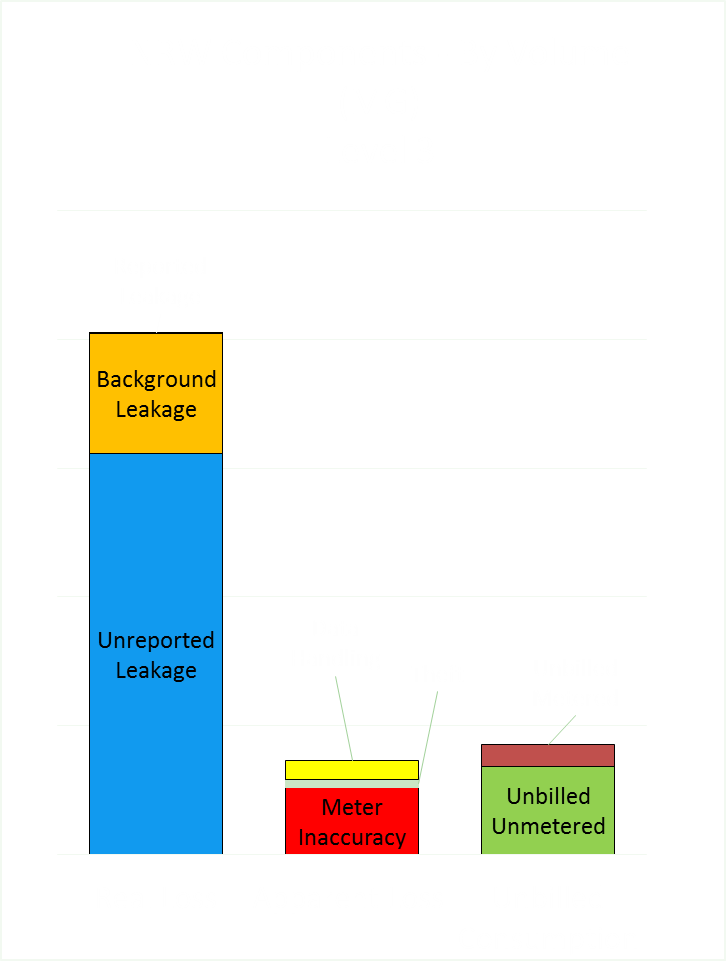 Background
Leakage
Unreported
Leakage
Meter
Inaccuracy
Unbilled
Unmetered